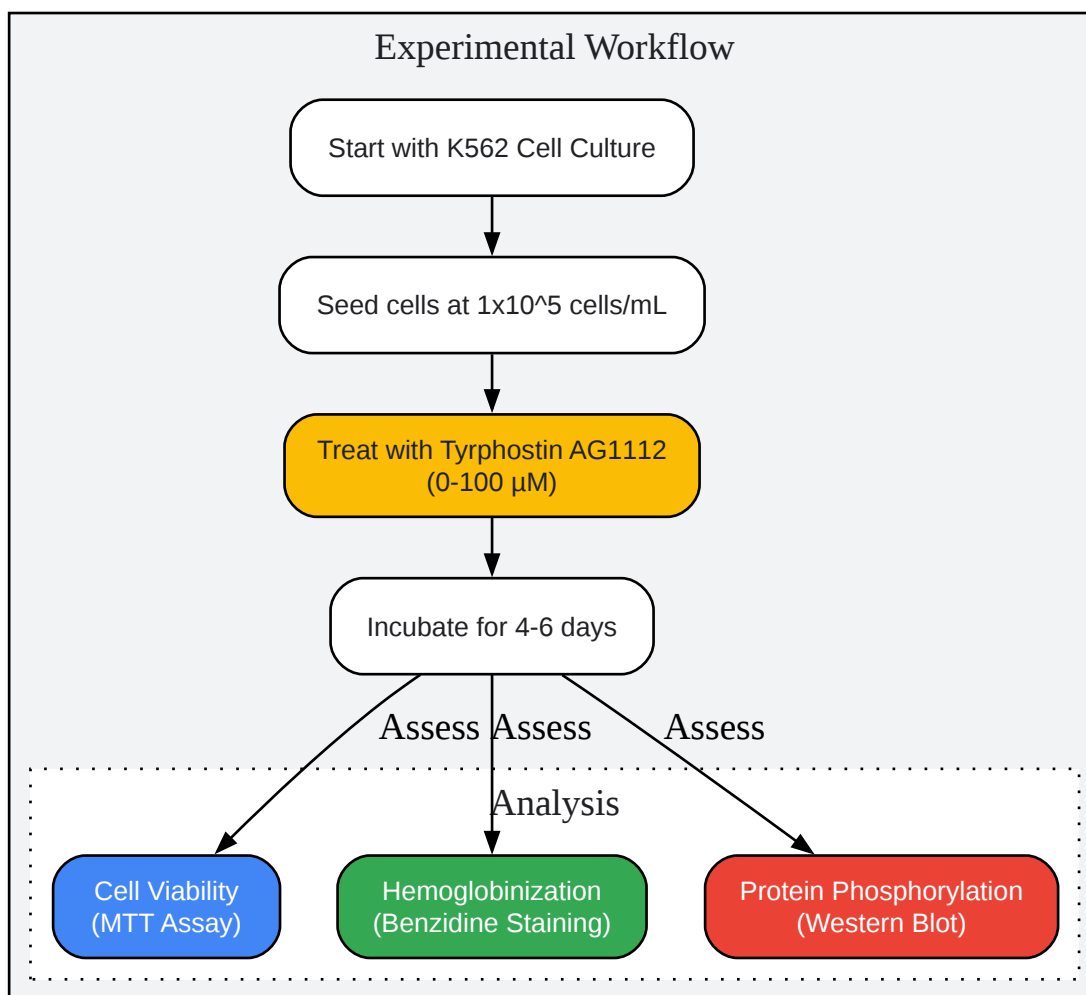 Experimental Workflow
Start with K562 Cell Culture
Seed cells at 1x10^5 cells/mL
Treat with Tyrphostin AG1112
(0-100 µM)
Incubate for 4-6 days
Assess
Assess
Assess
Analysis
Cell Viability
(MTT Assay)
Hemoglobinization
(Benzidine Staining)
Protein Phosphorylation
(Western Blot)